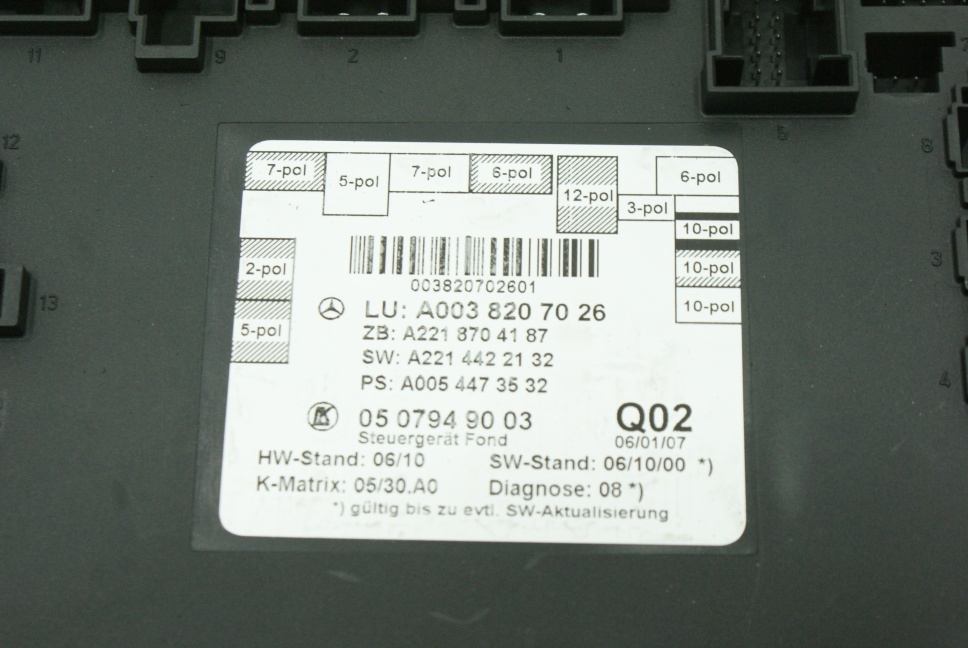 11
9
2
1
5
7
12
8
13
3
4
7-pol
5-pol
7-pol
6-pol
12-pol
3-pol
6-pol
10-pol
10-pol
10-pol
2-pol
5-pol
003820702601
LU: A003 820 70 26
ZB: A221 870 41 87
SW: A221 442 21 32
PS: A005 447 35 32
05 0794 90 03
Q02
Steuergerät Fond
06/01/07
HW-Stand: 06/10
SW-Stand: 06/10/00 *)
K-Matrix: 05/30.A0
Diagnose: 08 *)
*) gültig bis zu evtl. SW-Aktualisierung